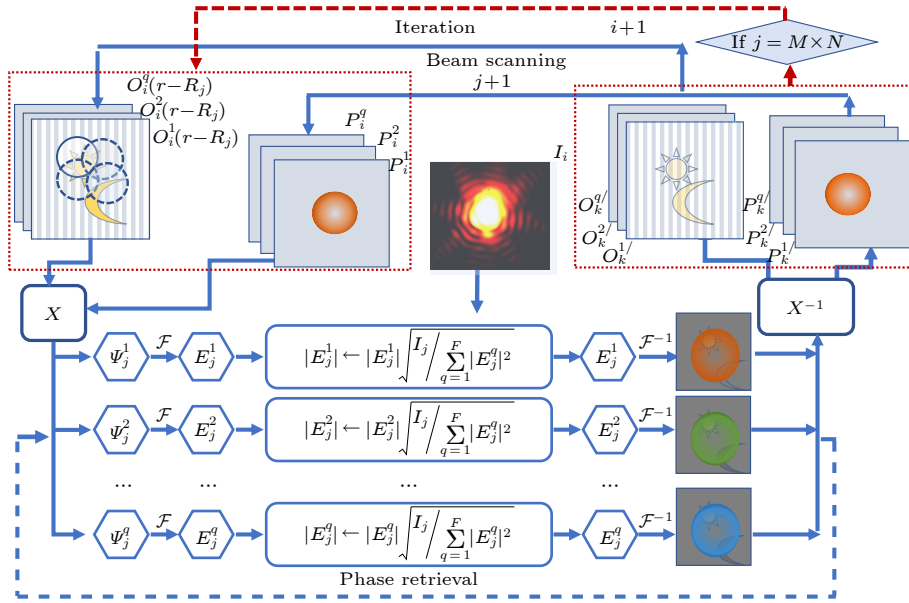 Iteration
i+1
If j = M×N
Beam scanning
j+1
O_i^q(r−R_j)
O_i^2(r−R_j)
O_i^1(r−R_j)
P_i^q
P_i^2
P_i^1
I_i
O_k^{q/}
O_k^{2/}
O_k^{1/}
P_k^{q/}
P_k^{2/}
P_k^{1/}
X
X^{−1}
Ψ_j^1 ℱ E_j^1 |E_j^1| ← |E_j^1| √(I_j / ∑_{q=1}^F |E_j^q|^2) E_j^1 ℱ^{−1}
Ψ_j^2 ℱ E_j^2 |E_j^2| ← |E_j^2| √(I_j / ∑_{q=1}^F |E_j^q|^2) E_j^2 ℱ^{−1}
... ... ... ...
Ψ_j^q ℱ E_j^q |E_j^q| ← |E_j^q| √(I_j / ∑_{q=1}^F |E_j^q|^2) E_j^q ℱ^{−1}
Phase retrieval